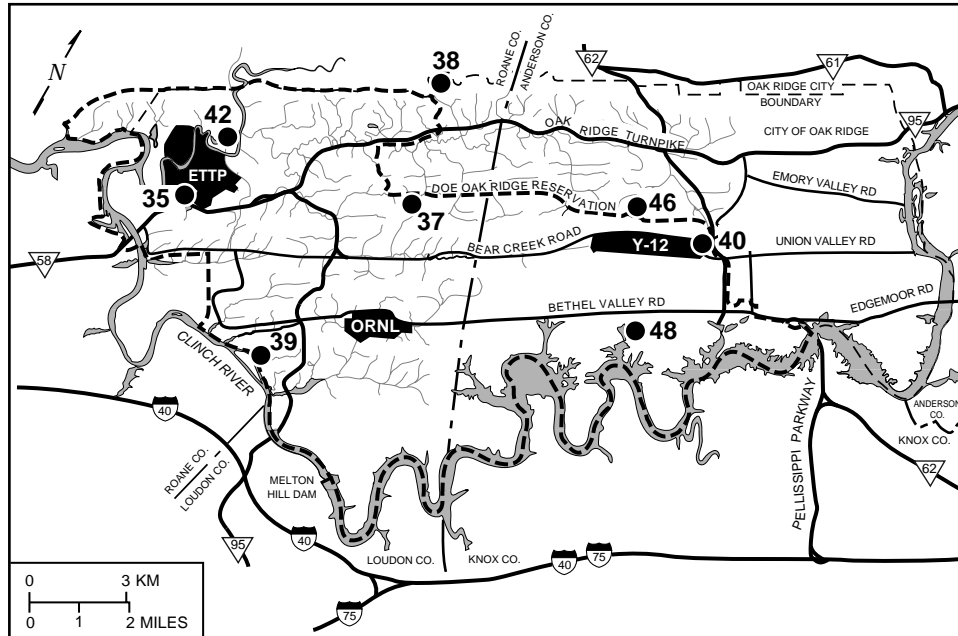 N
ROANE CO.
ANDERSON CO.
62
61
38
OAK RIDGE CITY
BOUNDARY
95
42
OAK RIDGE TURNPIKE
CITY OF OAK RIDGE
ETTP
35
DOE OAK RIDGE RESERVATION
EMORY VALLEY RD
37
46
BEAR CREEK ROAD
Y-12
40
UNION VALLEY RD
58
BETHEL VALLEY RD
EDGEMOOR RD
ORNL
48
39
CLINCH RIVER
40
PELLISSIPPI PARKWAY
ANDERSON
CO.
KNOX CO.
ROANE CO.
LOUDON CO.
62
MELTON
HILL DAM
95
40
LOUDON CO.
KNOX CO.
40
75
75
0
3 KM
0
1
2 MILES